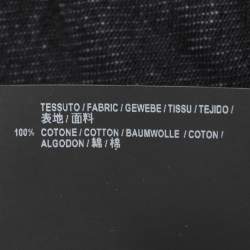 TESSUTO / FABRIC / GEWEBE / TISSU / TEJIDO /
表地 / 面料
100% COTONE / COTTON / BAUMWOLLE / COTON /
ALGODON / 綿 / 棉